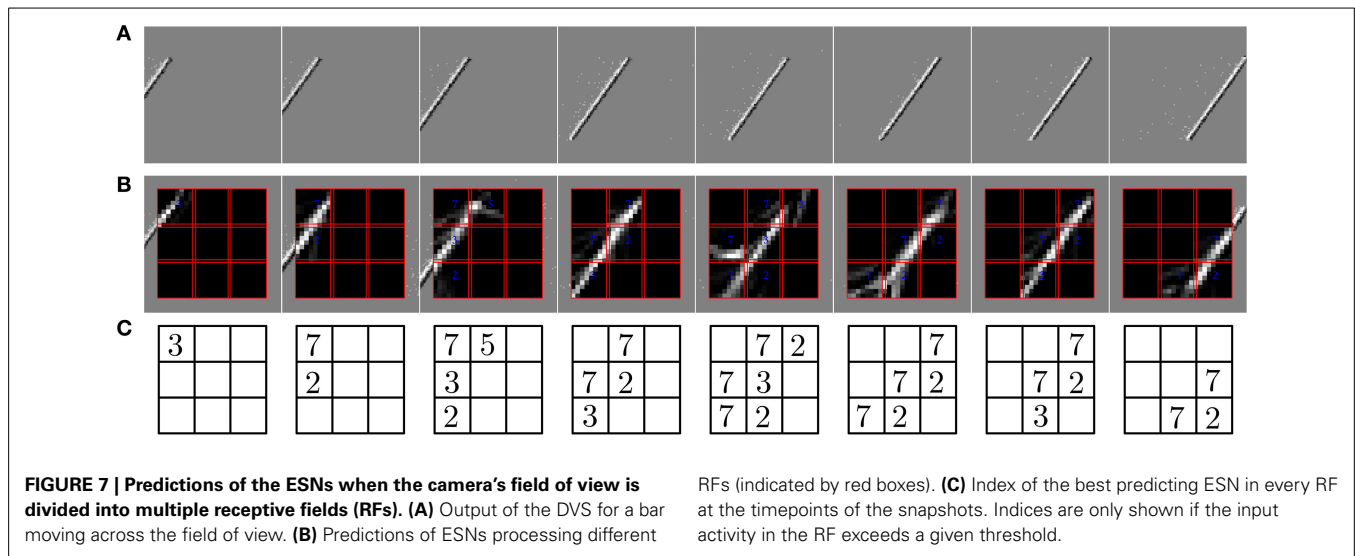 A
B
C
3
7
2
7 5
3
2
7
7 2
3
7 2
7 3
7 2
7
7 2
7 2
7
7 2
3
7
7 2
FIGURE 7 | Predictions of the ESNs when the camera's field of view is
divided into multiple receptive fields (RFs). (A) Output of the DVS for a bar
moving across the field of view. (B) Predictions of ESNs processing different
RFs (indicated by red boxes). (C) Index of the best predicting ESN in every RF
at the timepoints of the snapshots. Indices are only shown if the input
activity in the RF exceeds a given threshold.